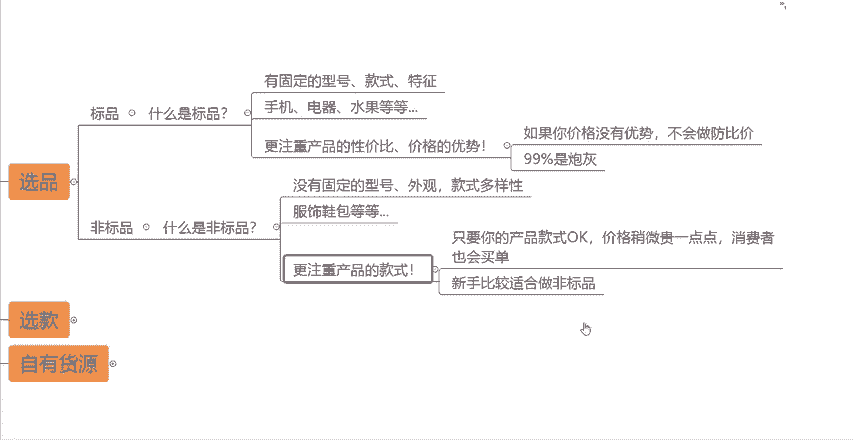 选品
标品
什么是标品？
有固定的型号、款式、特征
手机、电器、水果等等...
更注重产品的性价比、价格的优势！
如果你价格没有优势，不会做防比价
99%是炮灰
非标品
什么是非标品？
没有固定的型号、外观，款式多样性
服饰鞋包等等...
更注重产品的款式！
只要你的产品款式OK，价格稍微贵一点点，消费者
也会买单
新手比较适合做非标品
选款
自有货源